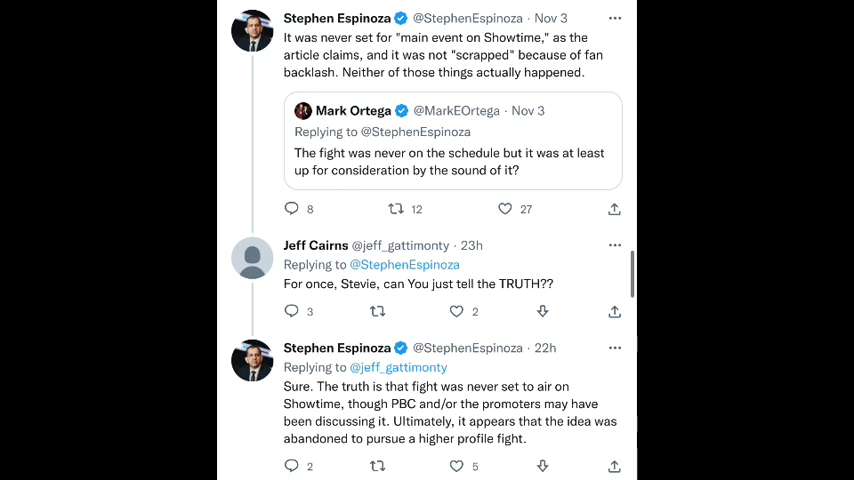 Stephen Espinoza @StephenEspinoza · Nov 3
It was never set for "main event on Showtime," as the
article claims, and it was not "scrapped" because of fan
backlash. Neither of those things actually happened.
Mark Ortega @MarkEOrtega · Nov 3
Replying to @StephenEspinoza
The fight was never on the schedule but it was at least
up for consideration by the sound of it?
8 12 27
Jeff Cairns @jeff_gattimonty · 23h
Replying to @StephenEspinoza
For once, Stevie, can You just tell the TRUTH??
3 2
Stephen Espinoza @StephenEspinoza · 22h
Replying to @jeff_gattimonty
Sure. The truth is that fight was never set to air on
Showtime, though PBC and/or the promoters may have
been discussing it. Ultimately, it appears that the idea was
abandoned to pursue a higher profile fight.
2 5